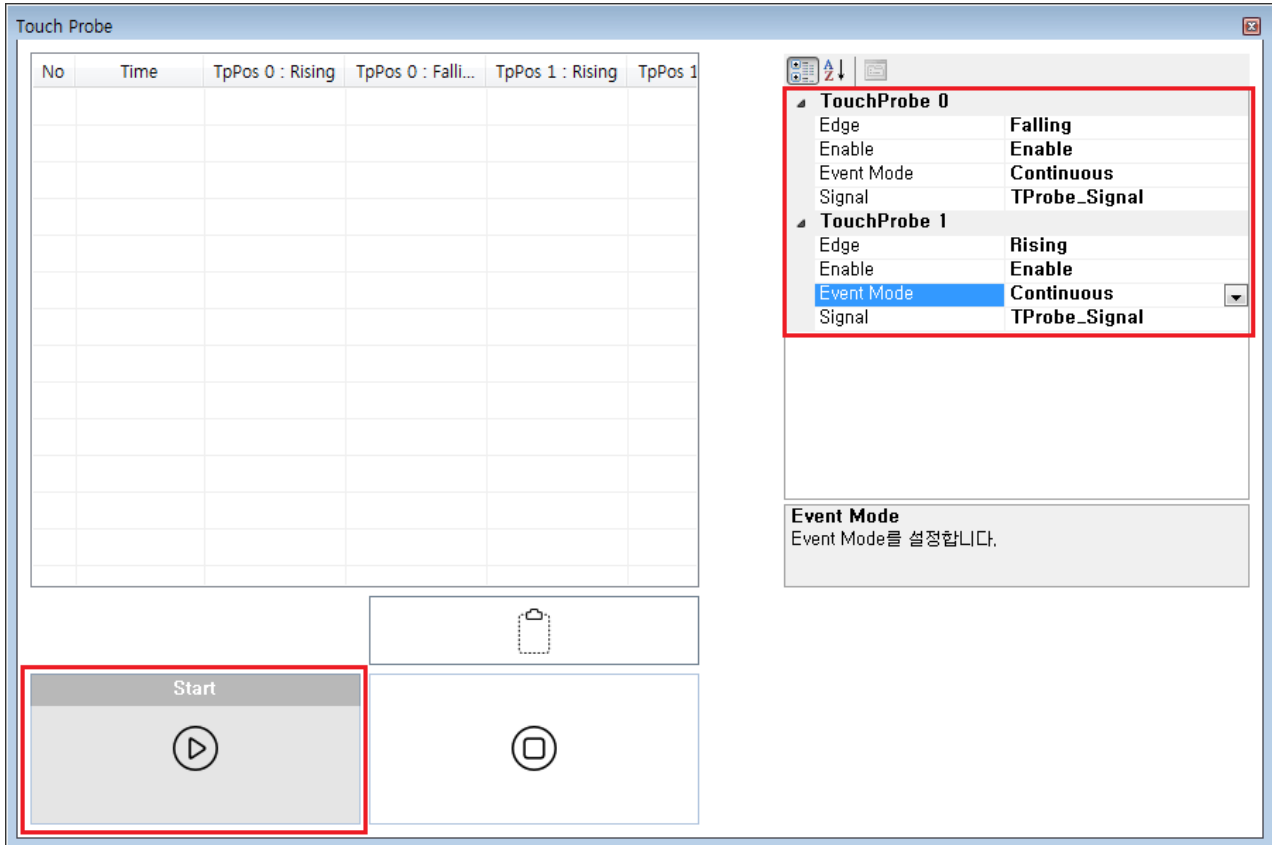 Touch Probe
No Time TpPos 0 : Rising TpPos 0 : Falli... TpPos 1 : Rising TpPos 1
TouchProbe 0
Edge Falling
Enable Enable
Event Mode Continuous
Signal TProbe_Signal
TouchProbe 1
Edge Rising
Enable Enable
Event Mode Continuous
Signal TProbe_Signal
Event Mode
Event Mode를 설정합니다.
Start